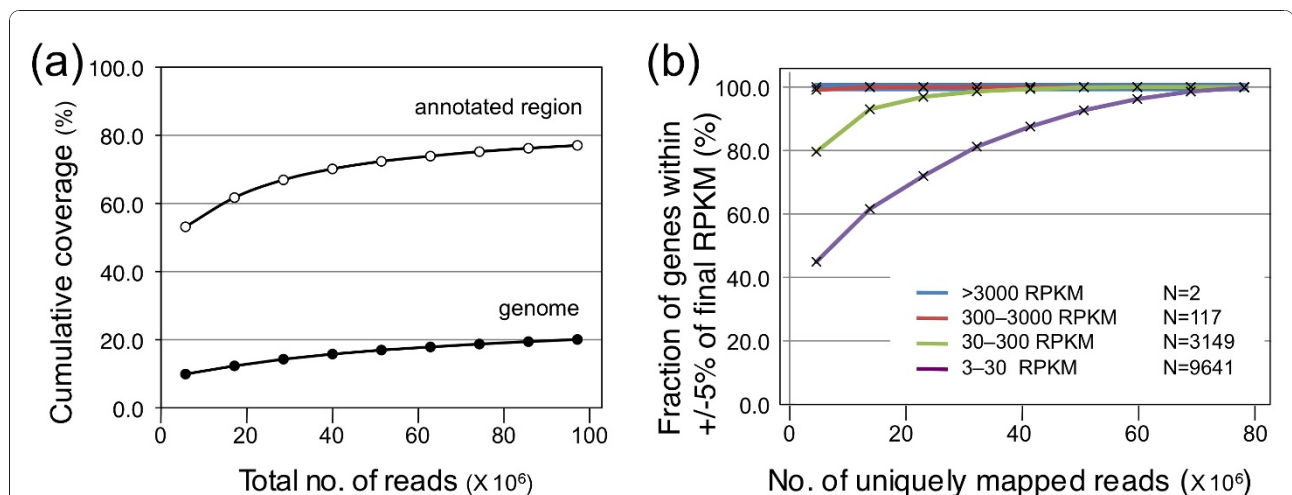 (a)
Cumulative coverage (%)
100.0
80.0
60.0
40.0
20.0
0.0
annotated region
genome
0 20 40 60 80 100
Total no. of reads (X 10⁶)
(b)
Fraction of genes within
+/-5% of final RPKM (%)
100.0
80.0
60.0
40.0
20.0
0.0
>3000 RPKM N=2
300–3000 RPKM N=117
30–300 RPKM N=3149
3–30 RPKM N=9641
0 20 40 60 80
No. of uniquely mapped reads (X 10⁶)